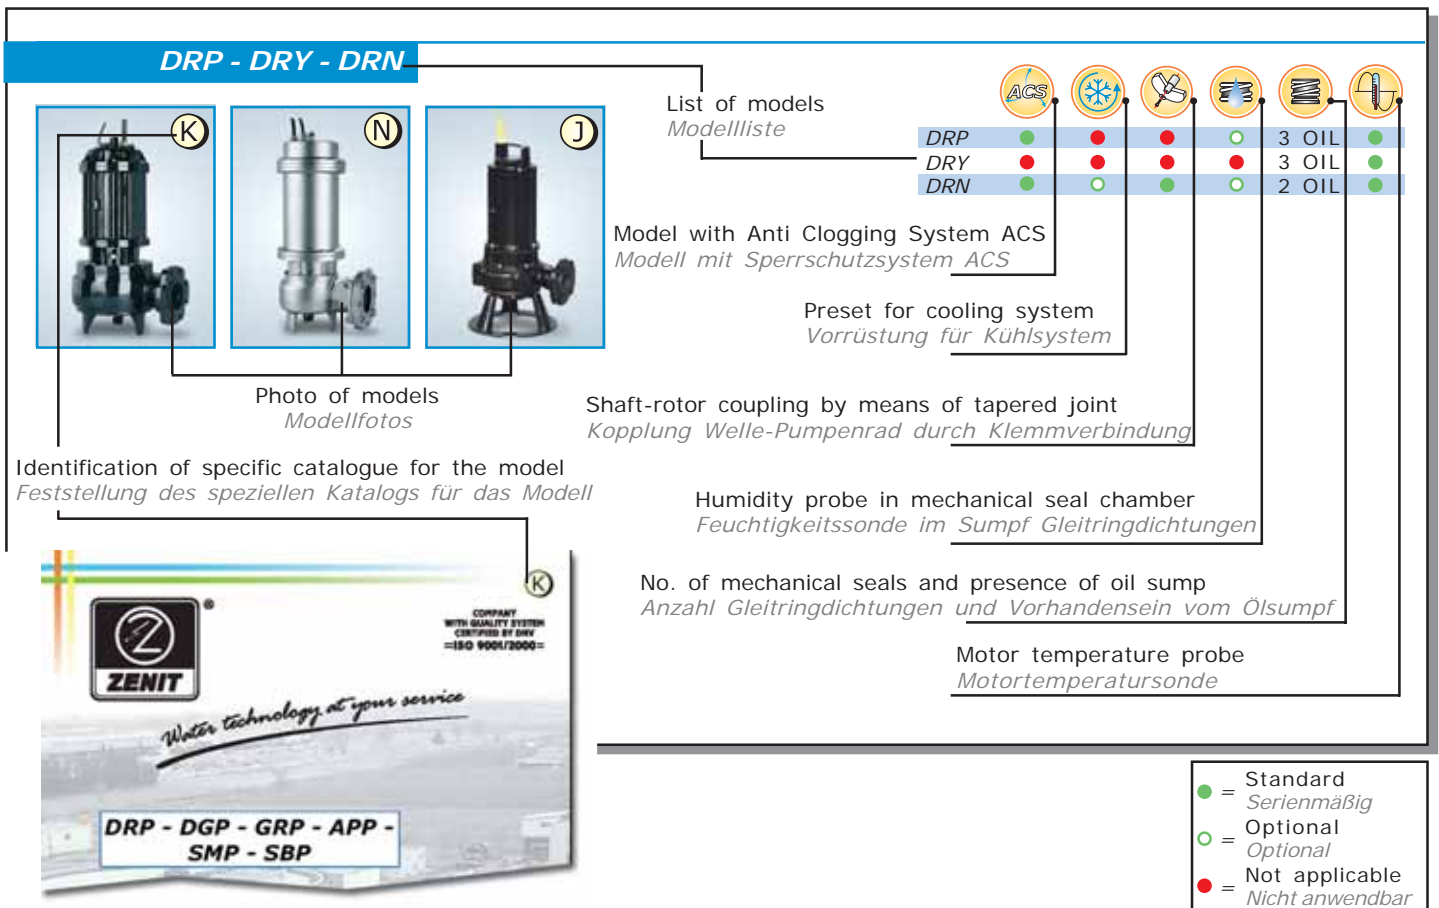 DRP - DRY - DRN
K
N
J
List of models
Modellliste
ACS
DRP 3 OIL
DRY 3 OIL
DRN 2 OIL
Model with Anti Clogging System ACS
Modell mit Sperrschutzsystem ACS
Preset for cooling system
Vorrüstung für Kühlsystem
Photo of models
Modellfotos
Shaft-rotor coupling by means of tapered joint
Kopplung Welle-Pumpenrad durch Klemmverbindung
Identification of specific catalogue for the model
Feststellung des speziellen Katalogs für das Modell
Humidity probe in mechanical seal chamber
Feuchtigkeitssonde im Sumpf Gleitringdichtungen
No. of mechanical seals and presence of oil sump
Anzahl Gleitringdichtungen und Vorhandensein vom Ölsumpf
Motor temperature probe
Motortemperatursonde
K
COMPANY
WITH QUALITY SYSTEM
CERTIFIED BY DNV
=ISO 9001/2000=
Z
®
ZENIT
Water technology at your service
DRP - DGP - GRP - APP -
SMP - SBP
= Standard
Serienmäßig
= Optional
Optional
= Not applicable
Nicht anwendbar